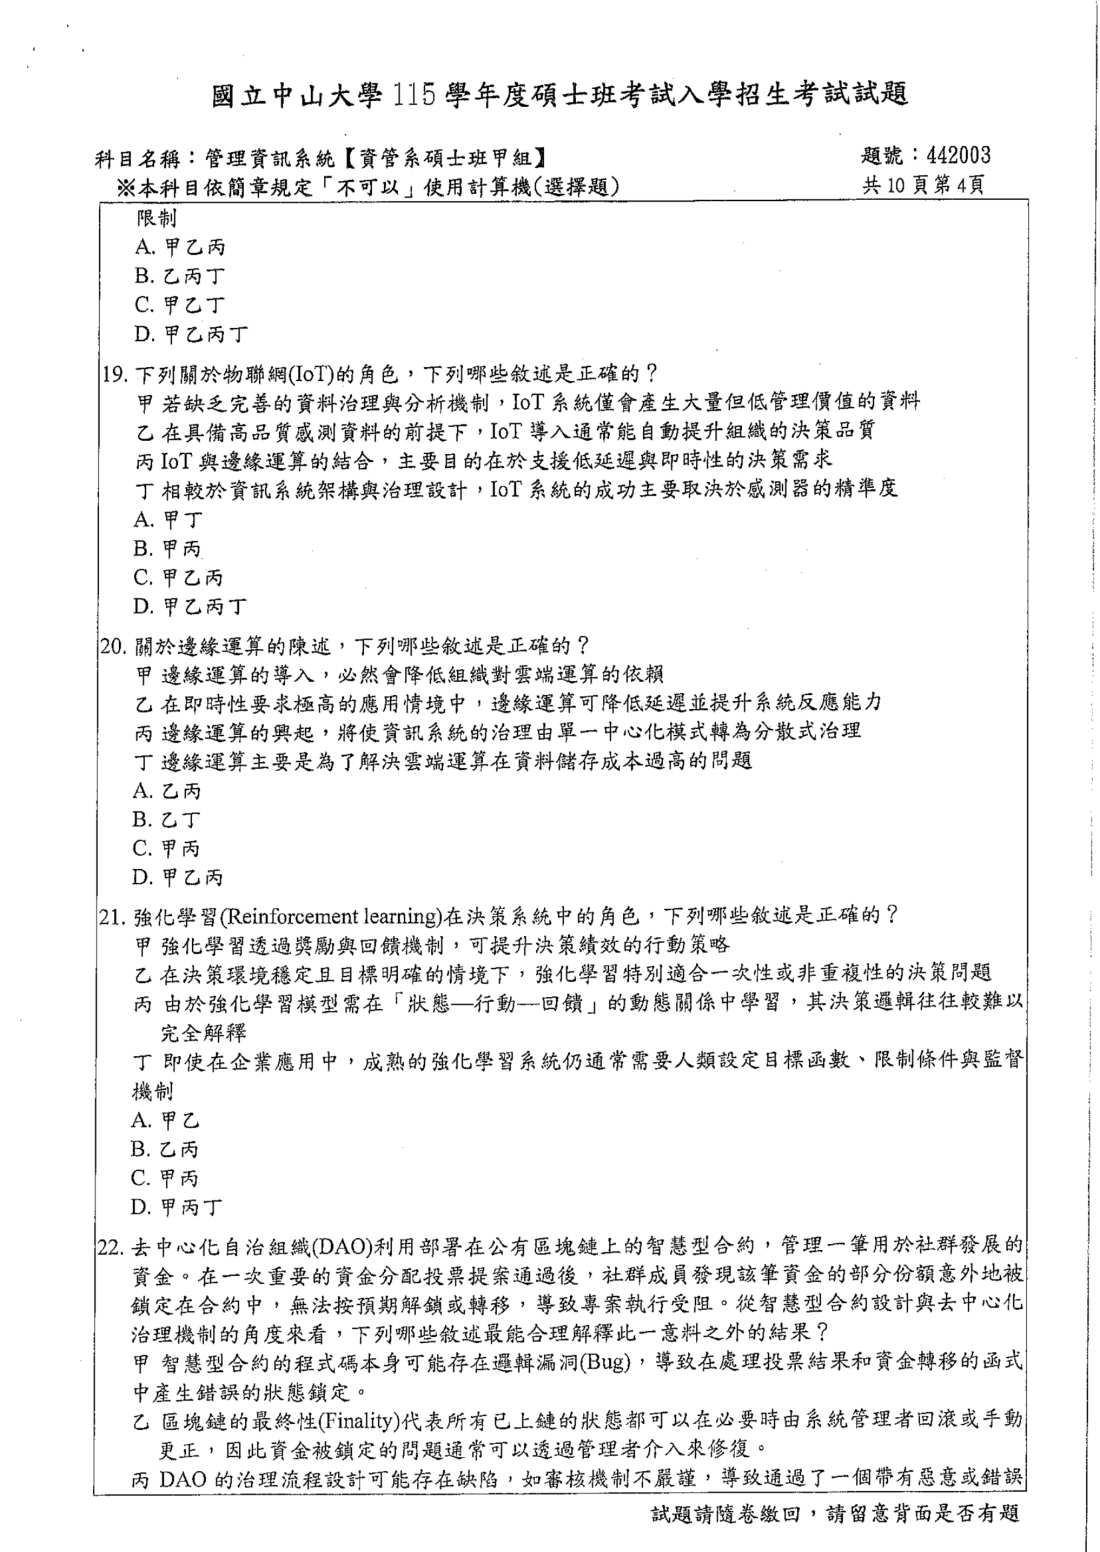 國立中山大學 115 學年度碩士班考試入學招生考試試題
科目名稱：管理資訊系統【資管系碩士班甲組】
題號：442003
※本科目依簡章規定「不可以」使用計算機(選擇題)
共 10 頁第 4頁
限制
A. 甲乙丙
B. 乙丙丁
C. 甲乙丁
D. 甲乙丙丁
19. 下列關於物聯網(IoT)的角色，下列哪些敘述是正確的？
甲 若缺乏完善的資料治理與分析機制，IoT 系統僅會產生大量但低管理價值的資料
乙 在具備高品質感測資料的前提下，IoT 導入通常能自動提升組織的決策品質
丙 IoT 與邊緣運算的結合，主要目的在於支援低延遲與即時性的決策需求
丁 相較於資訊系統架構與治理設計，IoT 系統的成功主要取決於感測器的精準度
A. 甲丁
B. 甲丙
C. 甲乙丙
D. 甲乙丙丁
20. 關於邊緣運算的陳述，下列哪些敘述是正確的？
甲 邊緣運算的導入，必然會降低組織對雲端運算的依賴
乙 在即時性要求極高的應用情境中，邊緣運算可降低延遲並提升系統反應能力
丙 邊緣運算的興起，將使資訊系統的治理由單一中心化模式轉為分散式治理
丁 邊緣運算主要是為了解決雲端運算在資料儲存成本過高的問題
A. 乙丙
B. 乙丁
C. 甲丙
D. 甲乙丙
21. 強化學習(Reinforcement learning)在決策系統中的角色，下列哪些敘述是正確的？
甲 強化學習透過獎勵與回饋機制，可提升決策績效的行動策略
乙 在決策環境穩定且目標明確的情境下，強化學習特別適合一次性或非重複性的決策問題
丙 由於強化學習模型需在「狀態—行動—回饋」的動態關係中學習，其決策邏輯往往較難以
完全解釋
丁 即使在企業應用中，成熟的強化學習系統仍通常需要人類設定目標函數、限制條件與監督
機制
A. 甲乙
B. 乙丙
C. 甲丙
D. 甲丙丁
22. 去中心化自治組織(DAO)利用部署在公有區塊鏈上的智慧型合約，管理一筆用於社群發展的
資金。在一次重要的資金分配投票提案通過後，社群成員發現該筆資金的部分份額意外地被
鎖定在合約中，無法按預期解鎖或轉移，導致專案執行受阻。從智慧型合約設計與去中心化
治理機制的角度來看，下列哪些敘述最能合理解釋此一意料之外的結果？
甲 智慧型合約的程式碼本身可能存在邏輯漏洞(Bug)，導致在處理投票結果和資金轉移的函式
中產生錯誤的狀態鎖定。
乙 區塊鏈的最終性(Finality)代表所有已上鏈的狀態都可以在必要時由系統管理者回滾或手動
更正，因此資金被鎖定的問題通常可以透過管理者介入來修復。
丙 DAO 的治理流程設計可能存在缺陷，如審核機制不嚴謹，導致通過了一個帶有惡意或錯誤
試題請隨卷繳回，請留意背面是否有題